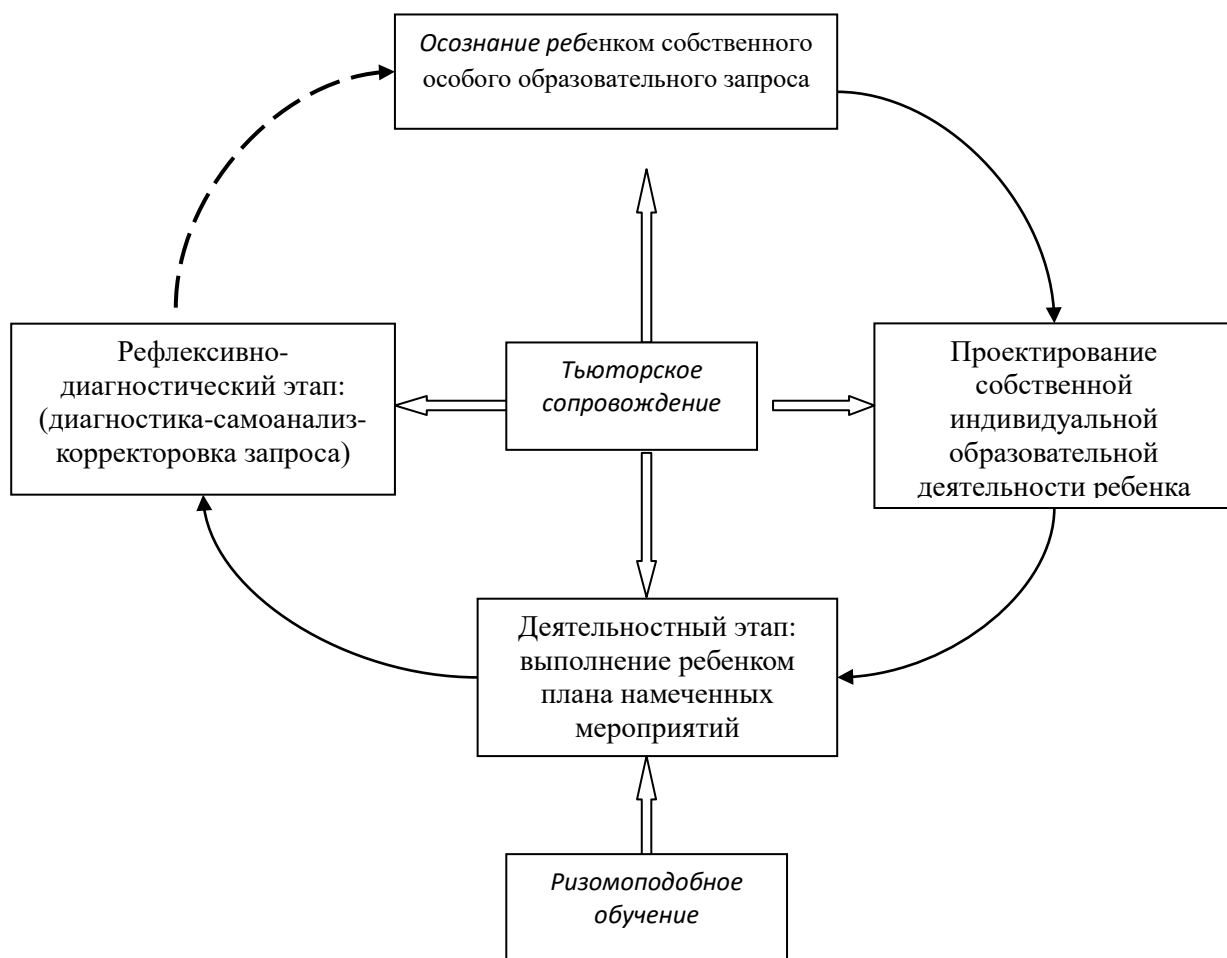 Осознание ребенком собственного
особого образовательного запроса
Рефлексивно-
диагностический этап:
(диагностика-самоанализ-
корректоровка запроса)
Тьюторское
сопровождение
Проектирование
собственной
индивидуальной
образовательной
деятельности ребенка
Деятельностный этап:
выполнение ребенком
плана намеченных
мероприятий
Ризомоподобное
обучение